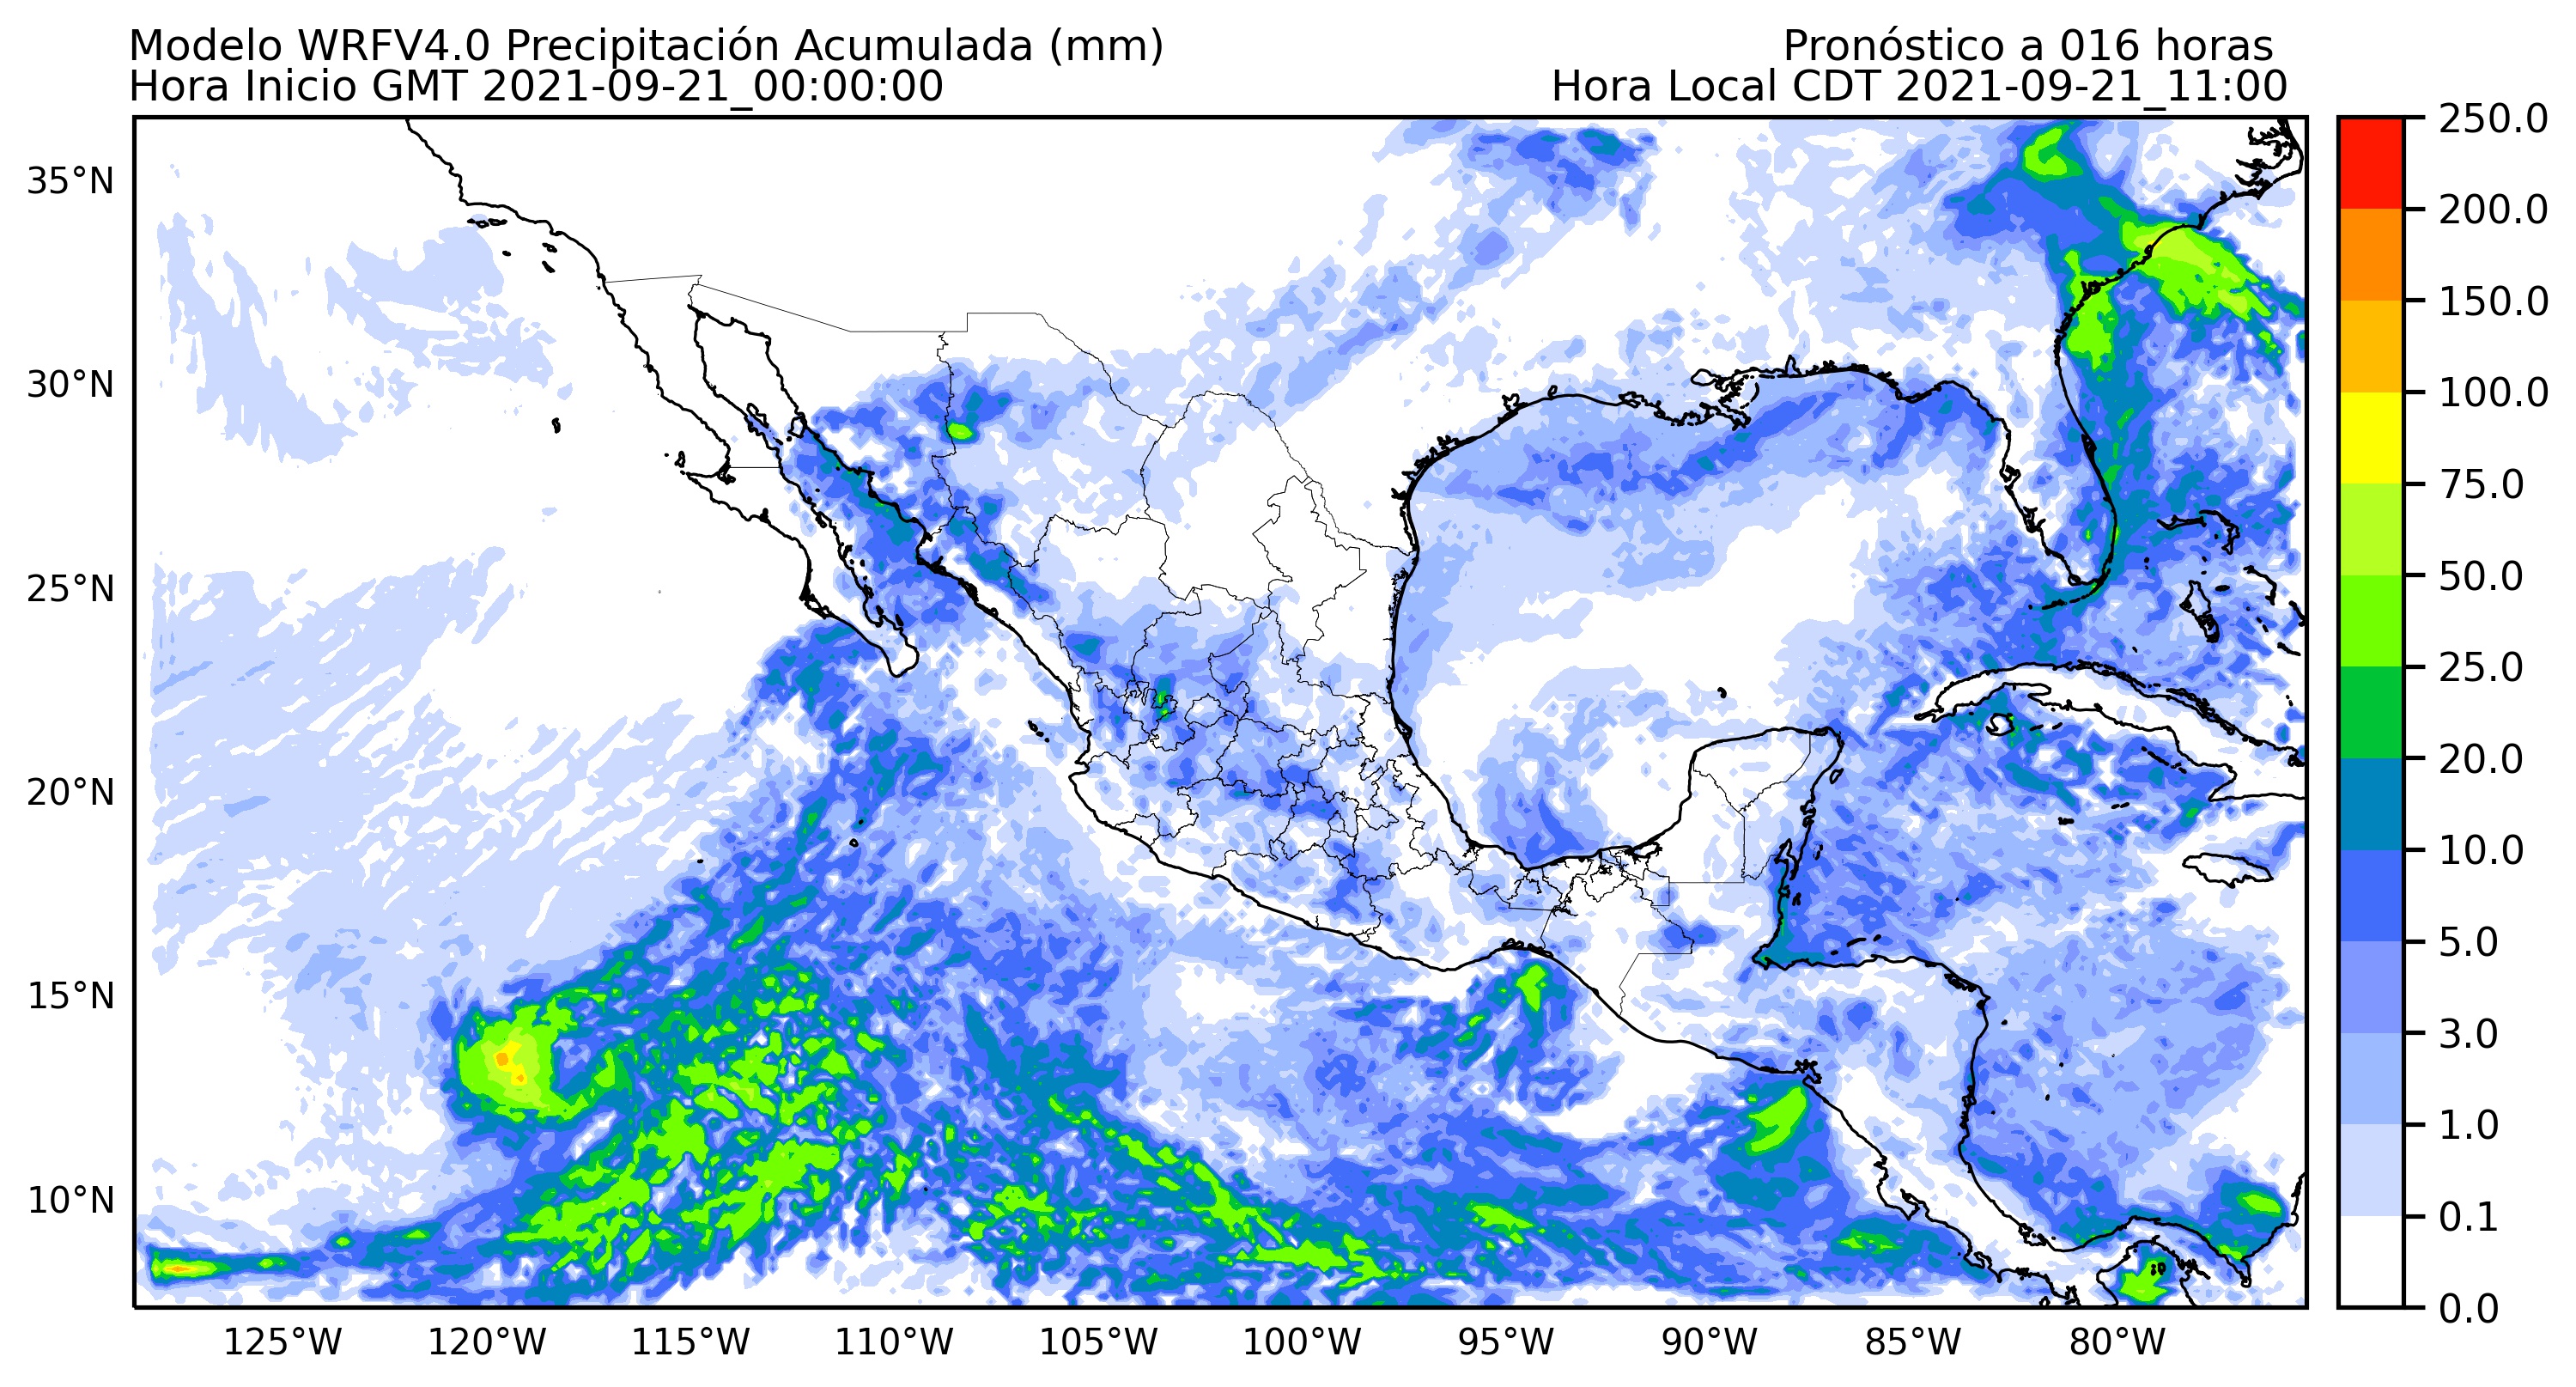 Modelo WRFV4.0 Precipitación Acumulada (mm)
Pronóstico a 016 horas
Hora Inicio GMT 2021-09-21_00:00:00
Hora Local CDT 2021-09-21_11:00
35°N
30°N
25°N
20°N
15°N
10°N
125°W
120°W
115°W
110°W
105°W
100°W
95°W
90°W
85°W
80°W
250.0
200.0
150.0
100.0
75.0
50.0
25.0
20.0
10.0
5.0
3.0
1.0
0.1
0.0